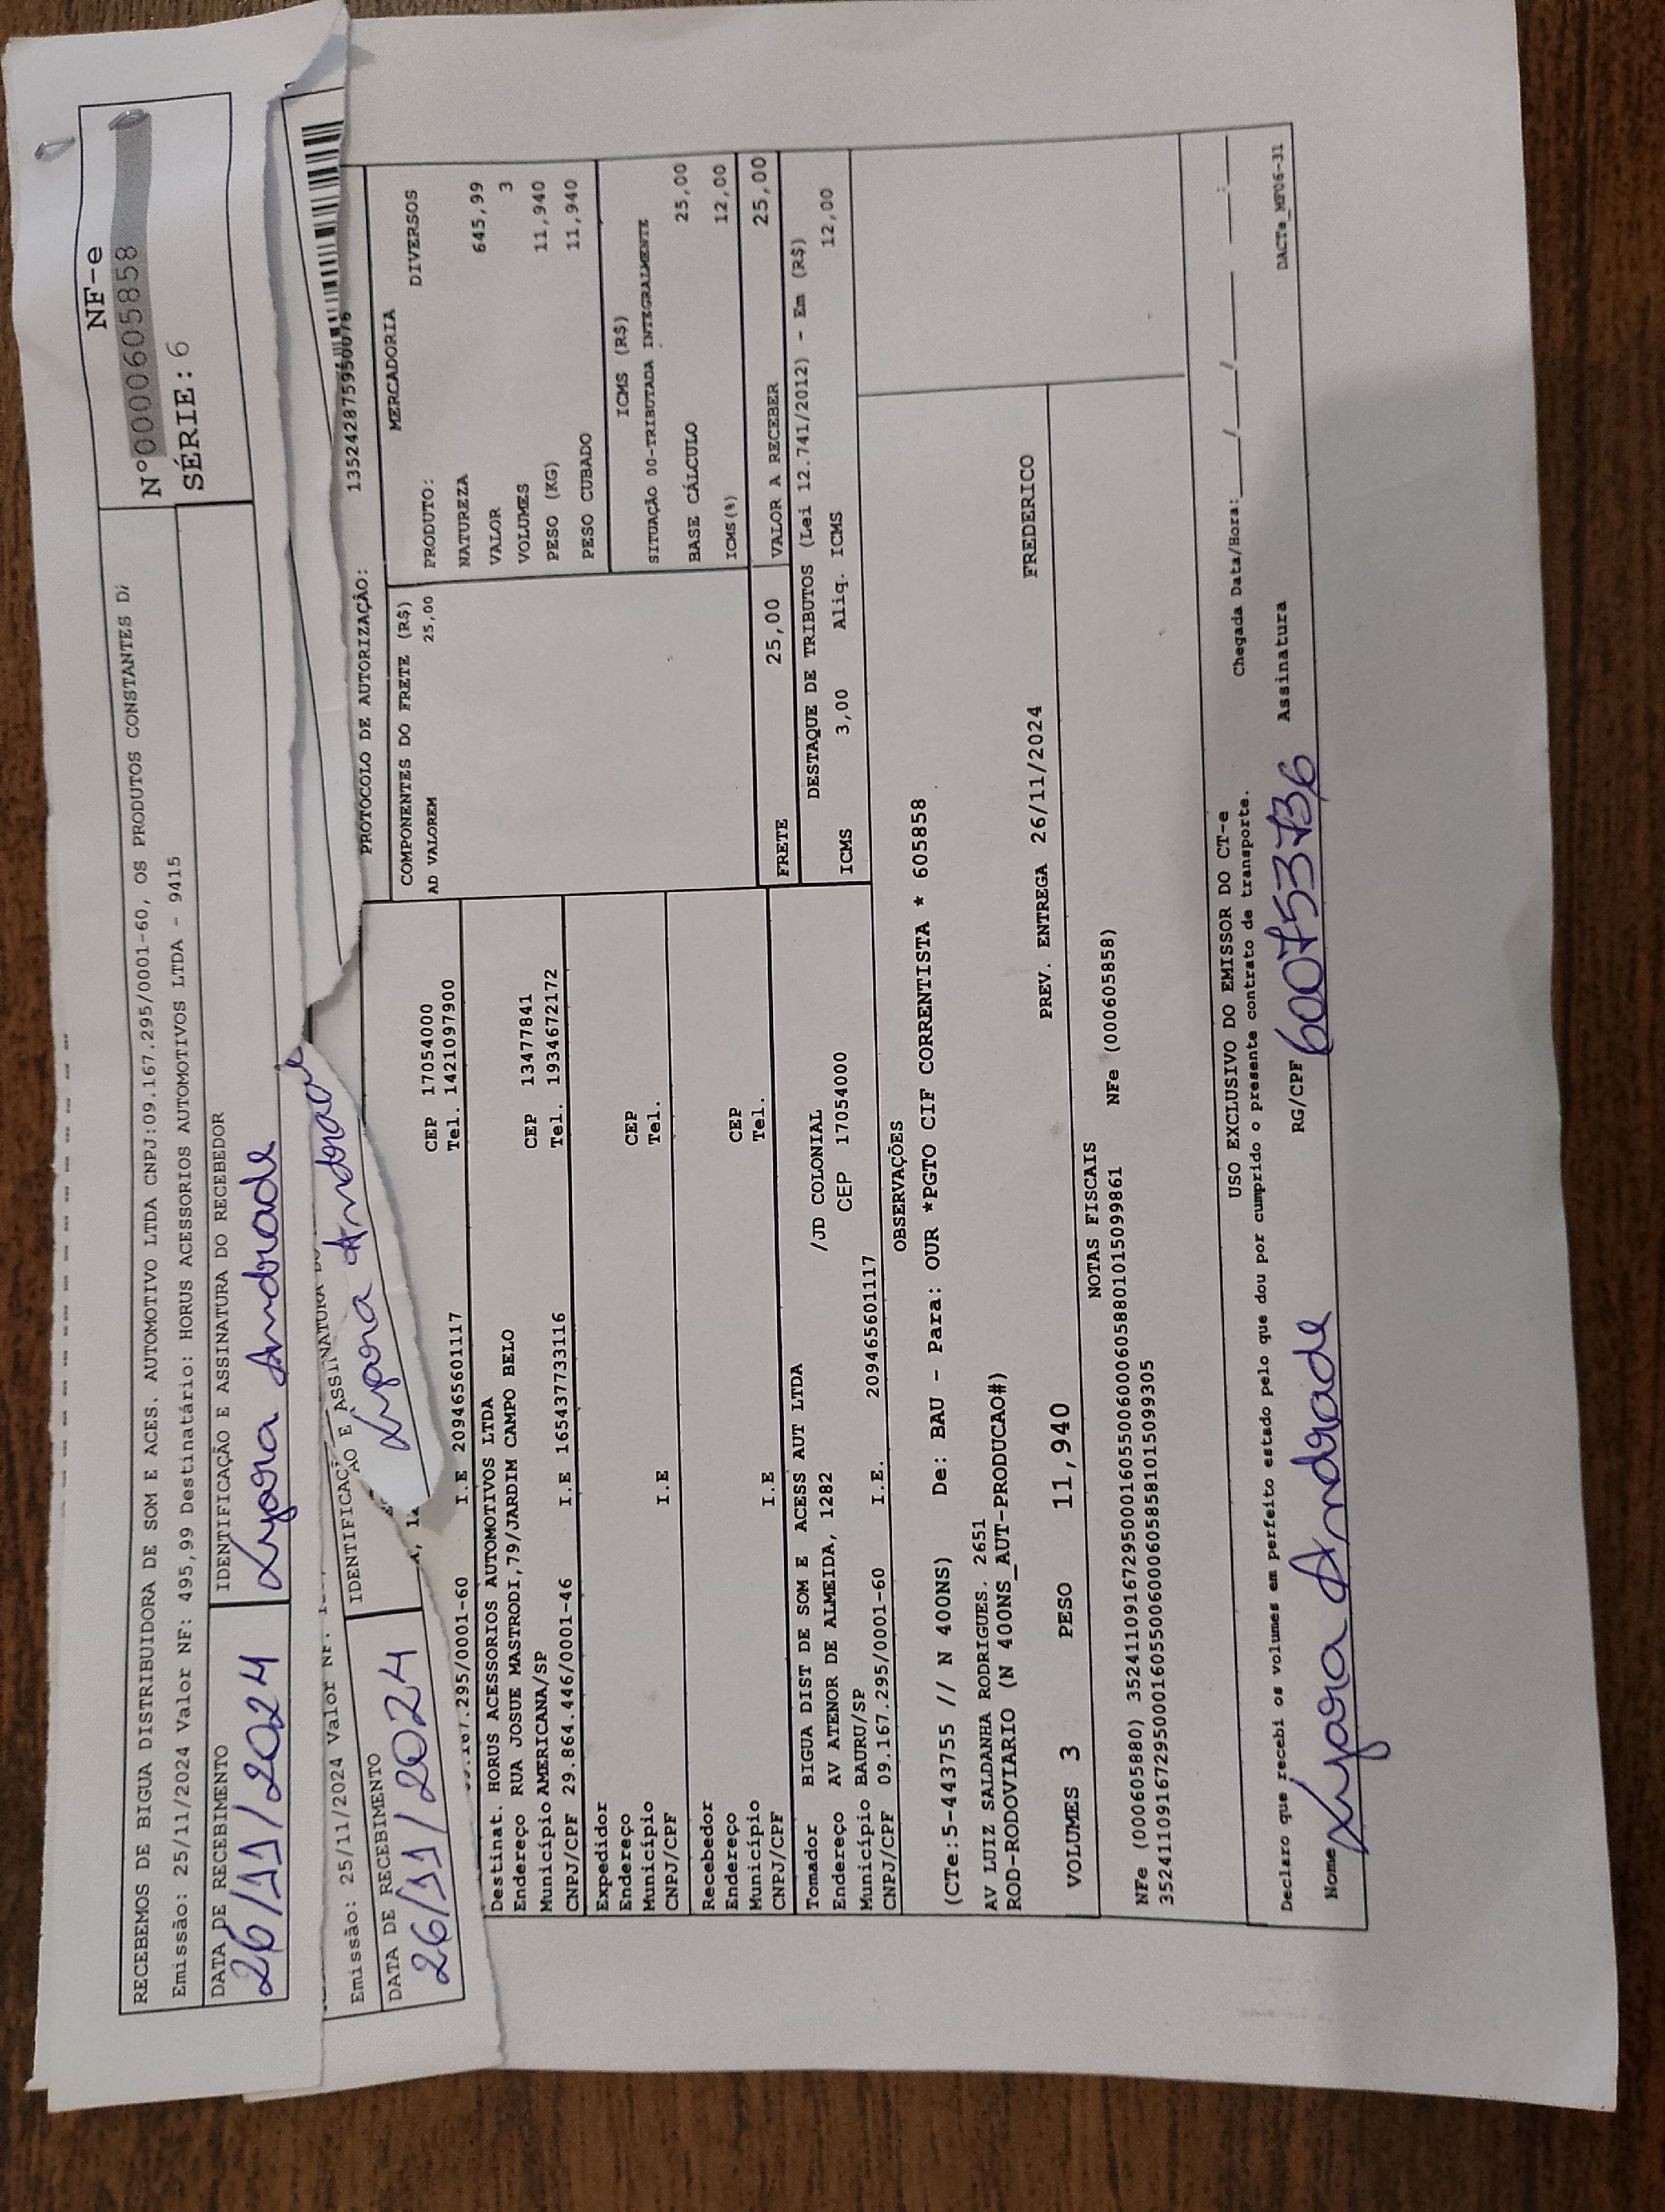 NF-e
Nº000605858
SÉRIE:6
RECEBEMOS DE BIGUA DISTRIBUIDORA DE SOM E ACES. AUTOMOTIVO LTDA CNPJ:09.167.295/0001-60, OS PRODUTOS CONSTANTES
Emissão: 25/11/2024 Valor NF: 495,99 Destinatário: HORUS ACESSORIOS AUTOMOTIVOS LTDA - 9415
DATA DE RECEBIMENTO IDENTIFICAÇÃO E ASSINATURA DO RECEBEDOR
26/11/2024 Lyara Andrade
Emissão: 25/11/2024 Valor
DATA DE RECEBIMENTO IDENTIFICAÇÃO E ASSINATURA
26/11/2024 Lyara Andrade
PROTOCOLO DE AUTORIZAÇÃO:
CEP 17054000
.295/0001-60 I.E 209465601117 Tel. 1421097900
Destinat. HORUS ACESSORIOS AUTOMOTIVOS LTDA
Endereço RUA JOSUE MASTRODI,79/JARDIM CAMPO BELO CEP 13477841
Município AMERICANA/SP Tel. 1934672172
CNPJ/CPF 29.864.446/0001-46 I.E 165437733116
Expedidor
Endereço CEP
Município Tel.
CNPJ/CPF I.E
Recebedor
Endereço CEP
Município Tel.
CNPJ/CPF I.E
Tomador BIGUA DIST DE SOM E ACESS AUT LTDA
Endereço AV ATENOR DE ALMEIDA, 1282 /JD COLONIAL
Município BAURU/SP CEP 17054000
CNPJ/CPF 09.167.295/0001-60 I.E. 209465601117
COMPONENTES DO FRETE (R$)
AD VALOREM 25,00
MERCADORIA
PRODUTO: DIVERSOS
NATUREZA
VALOR 645,99
VOLUMES 3
PESO (KG) 11,940
PESO CUBADO 11,940
ICMS (R$)
SITUAÇÃO 00-TRIBUTADA INTEGRALMENTE
BASE CÁLCULO 25,00
ICMS(%) 12,00
FRETE 25,00 VALOR A RECEBER 25,00
DESTAQUE DE TRIBUTOS (Lei 12.741/2012) - Em (R$)
ICMS 3,00 Aliq. ICMS 12,00
OBSERVAÇÕES
(CTe:5-443755 // N 400NS) De: BAU - Para: OUR *PGTO CIF CORRENTISTA * 605858
AV LUIZ SALDANHA RODRIGUES. 2651
ROD-RODOVIARIO (N 400NS_AUT-PRODUCAO#) PREV. ENTREGA 26/11/2024 FREDERICO
VOLUMES 3 PESO 11,940
NOTAS FISCAIS
NFe (000605880) 35241109167295000160550060006058801015099861 NFe (000605858)
35241109167295000160550060006058581015099305
USO EXCLUSIVO DO EMISSOR DO CT-e
Declaro que recebi os volumes em perfeito estado pelo que dou por cumprido o presente contrato de transporte. Chegada Data/Hora:___/___/___ ___:___
Nome Lyara Andrade RG/CPF 600753736 Assinatura
DACTe_MF06-31